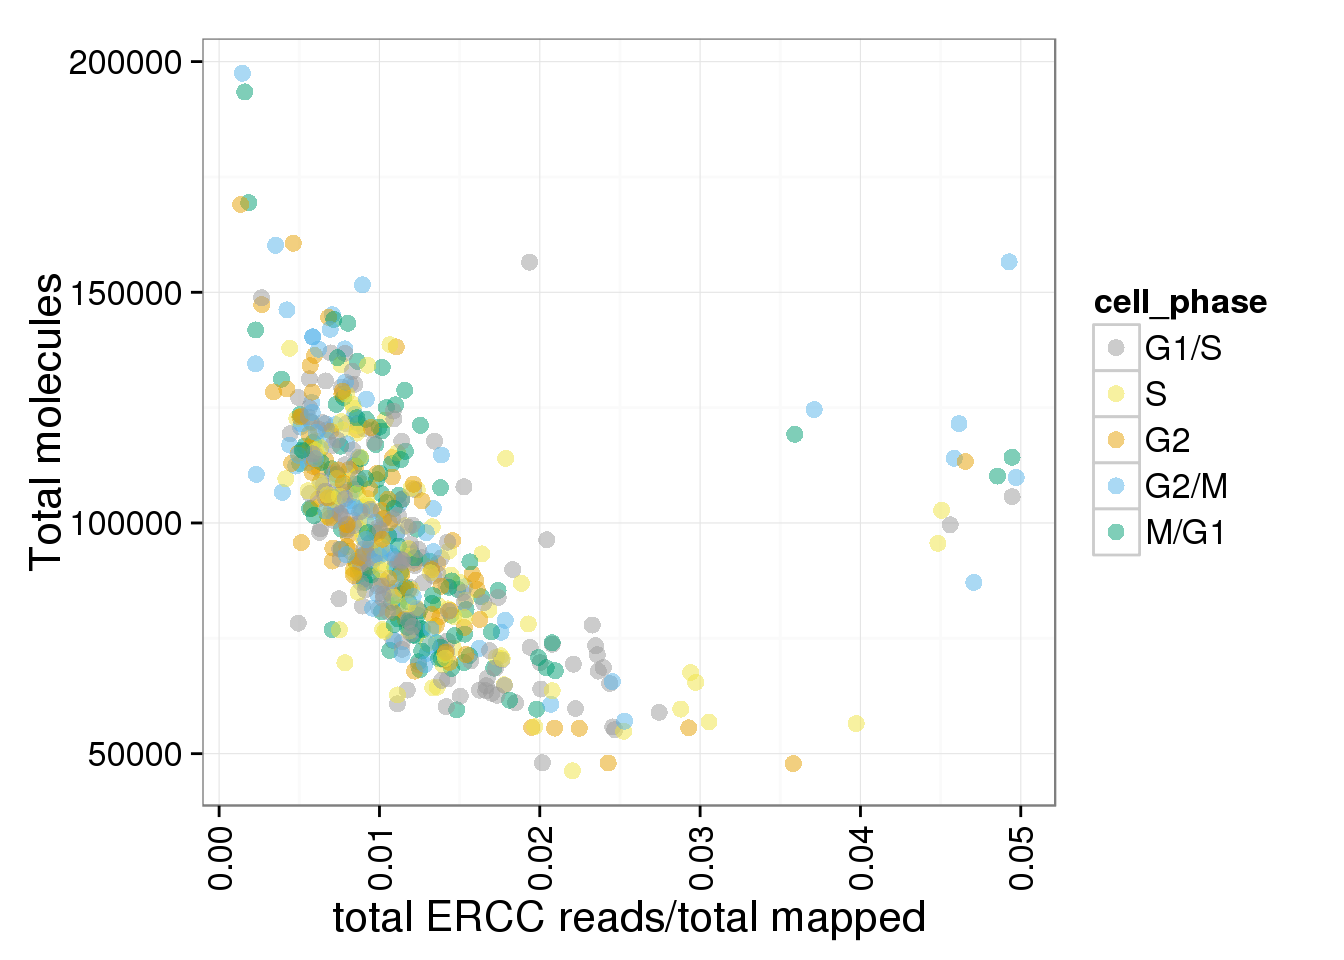 200000
150000
100000
50000
Total molecules
0.00
0.01
0.02
0.03
0.04
0.05
total ERCC reads/total mapped
cell_phase
G1/S
S
G2
G2/M
M/G1